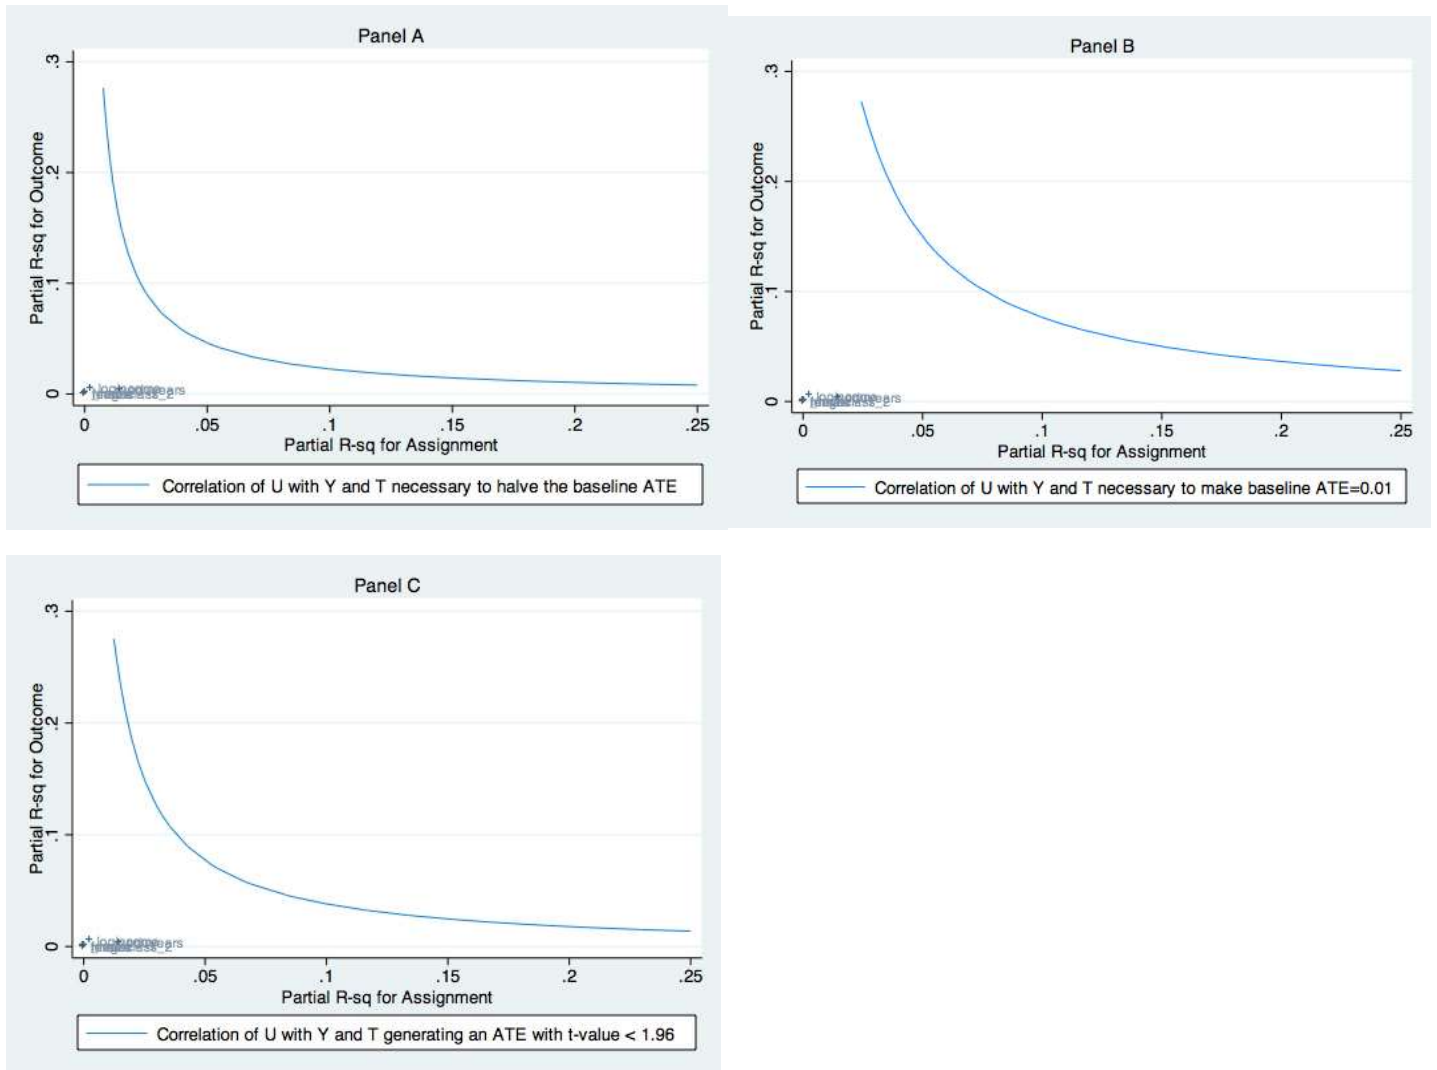 Panel A
.3
.2
.1
0
Partial R-sq for Outcome
0 .05 .1 .15 .2 .25
Partial R-sq for Assignment
Correlation of U with Y and T necessary to halve the baseline ATE
Panel B
.3
.2
.1
0
Partial R-sq for Outcome
0 .05 .1 .15 .2 .25
Partial R-sq for Assignment
Correlation of U with Y and T necessary to make baseline ATE=0.01
Panel C
.3
.2
.1
0
Partial R-sq for Outcome
0 .05 .1 .15 .2 .25
Partial R-sq for Assignment
Correlation of U with Y and T generating an ATE with t-value < 1.96